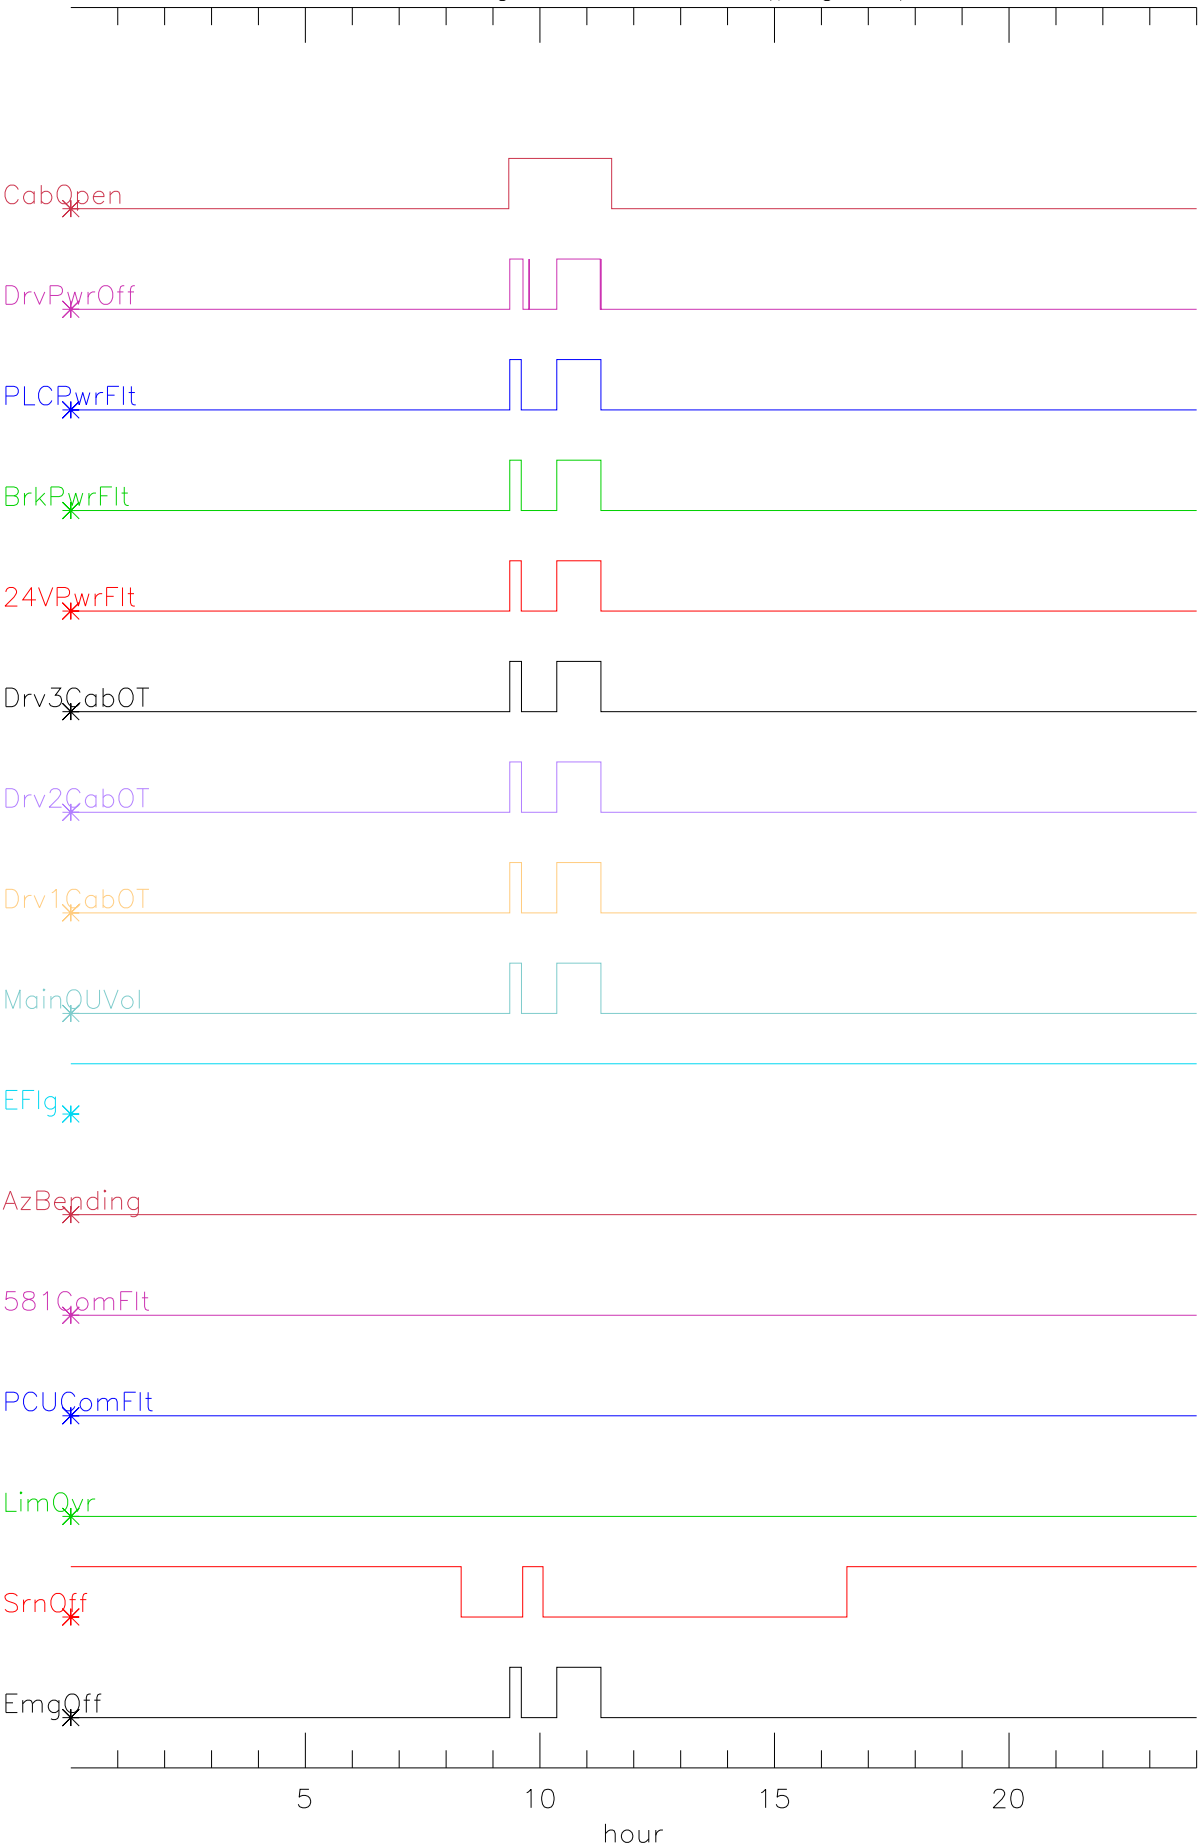 CabOpen
DrvPwrOff
PLCPwrFlt
BrkPwrFlt
24VPwrFlt
Drv3CabOT
Drv2CabOT
Drv1CabOT
MainOUVol
EFlg
AzBending
581ComFlt
PCUComFlt
LimOvr
SrnOff
EmgOff
5 10 15 20
hour